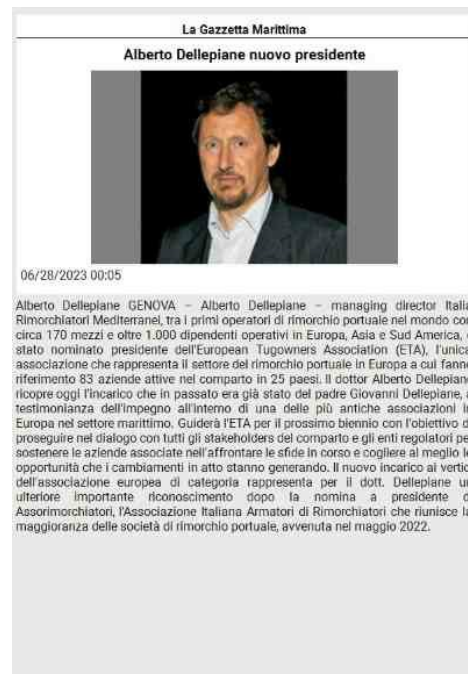 La Gazzetta Marittima
Alberto Dellepiane nuovo presidente
06/28/2023 00:05
Alberto Dellepiane GENOVA – Alberto Dellepiane – managing director Italia
Rimorchiatori Mediterranei, tra i primi operatori di rimorchio portuale nel mondo con
circa 170 mezzi e oltre 1.000 dipendenti operativi in Europa, Asia e Sud America,
stato nominato presidente dell'European Tugowners Association (ETA), l'unica
associazione che rappresenta il settore del rimorchio portuale in Europa a cui fanno
riferimento 83 aziende attive nel comparto in 25 paesi. Il dottor Alberto Dellepiane
ricopre oggi l'incarico che in passato era già stato del padre Giovanni Dellepiane, a
testimonianza dell'impegno all'interno di una delle più antiche associazioni i
Europa nel settore marittimo. Guiderà l'ETA per il prossimo biennio con l'obiettivo d
proseguire nel dialogo con tutti gli stakeholders del comparto e gli enti regolatori pe
sostenere le aziende associate nell'affrontare le sfide in corso e cogliere al meglio le
opportunità che i cambiamenti in atto stanno generando. Il nuovo incarico ai vertic
dell'associazione europea di categoria rappresenta per il dott. Dellepiane un
ulteriore importante riconoscimento dopo la nomina a presidente d
Assorimorchiatori, l'Associazione Italiana Armatori di Rimorchiatori che riunisce la
maggioranza delle società di rimorchio portuale, avvenuta nel maggio 2022.